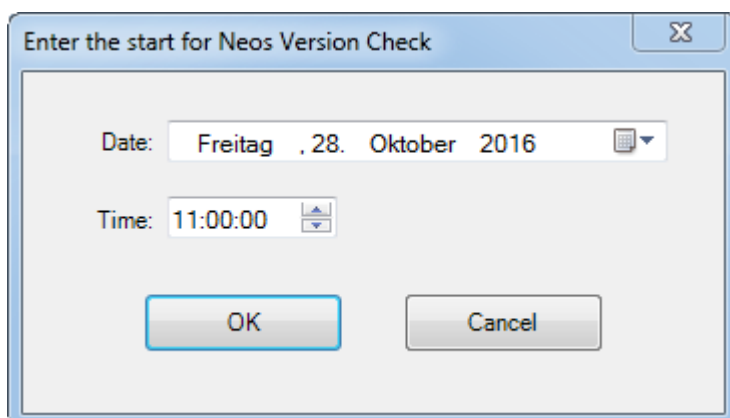 Enter the start for Neos Version Check
Date: Freitag , 28. Oktober 2016
Time: 11:00:00
OK Cancel